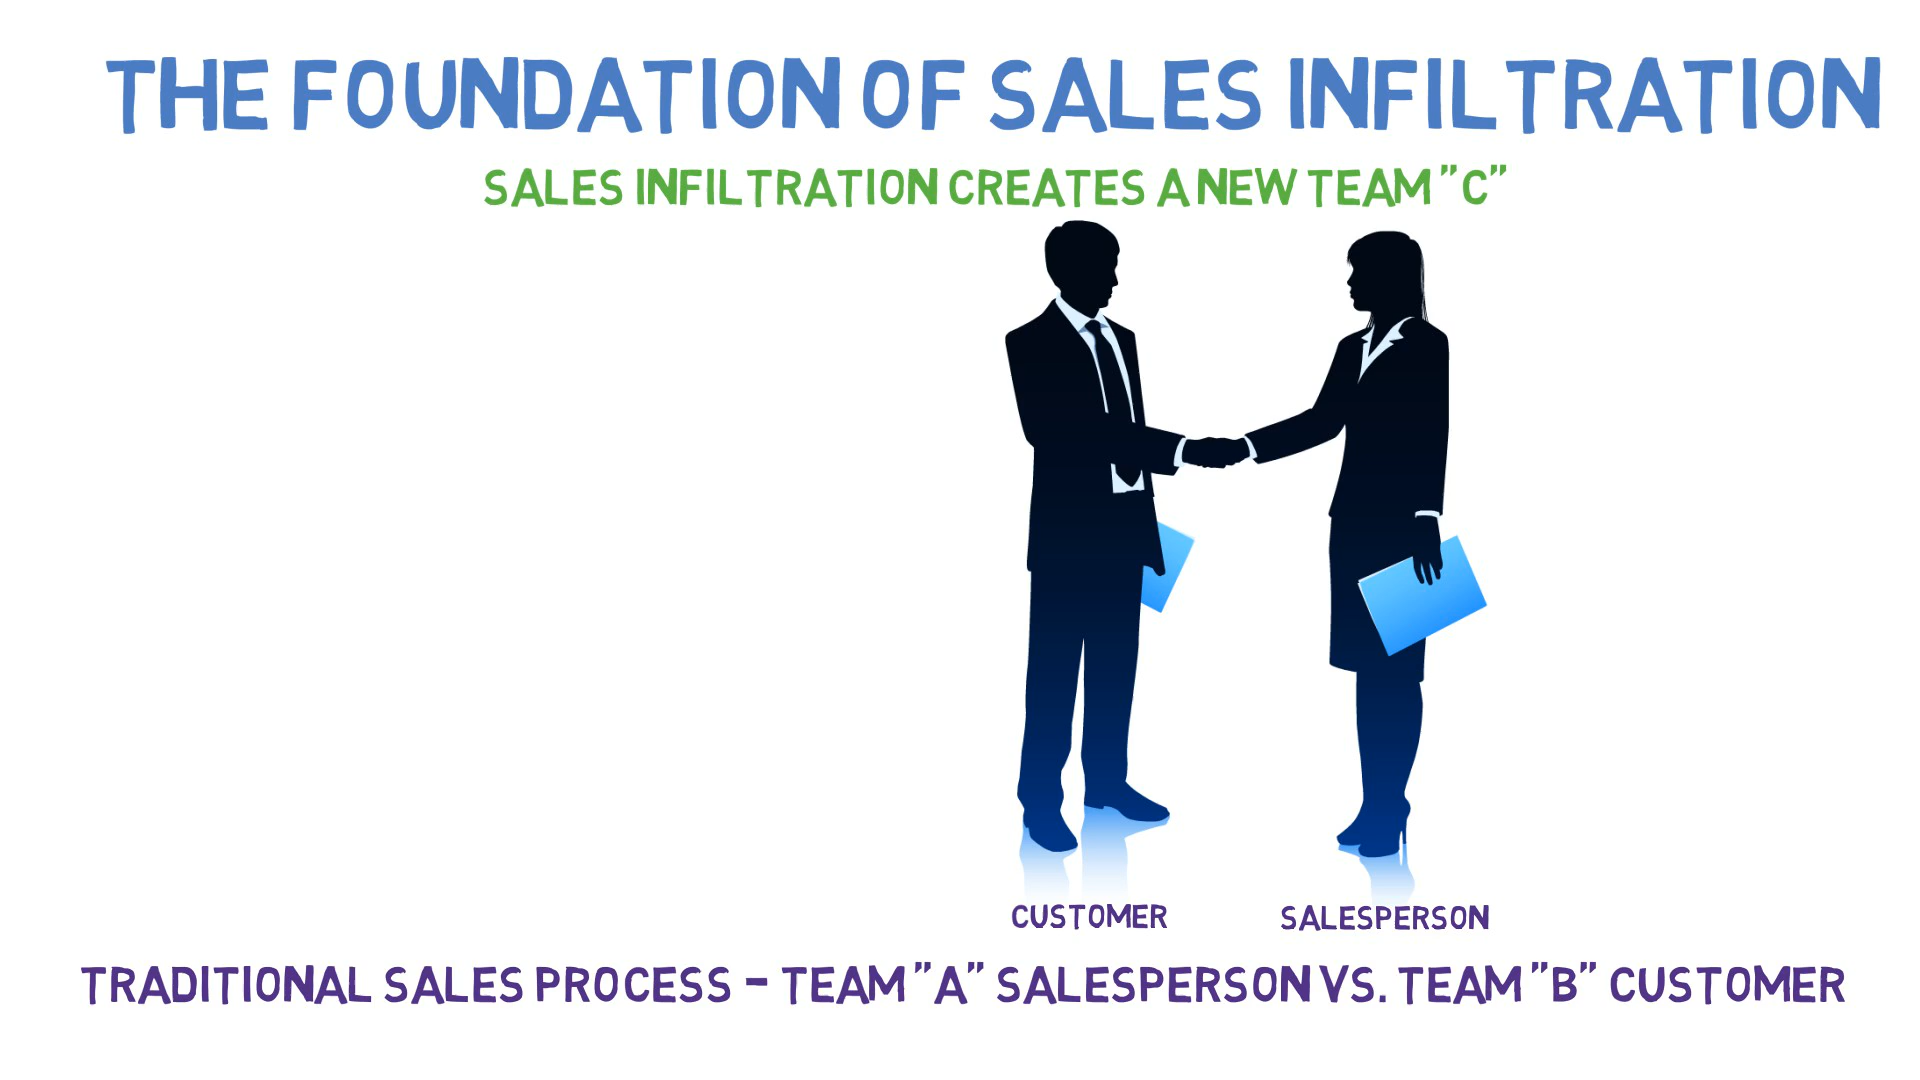 THE FOUNDATION OF SALES INFILTRATION
SALES INFILTRATION CREATES A NEW TEAM "C"
CUSTOMER SALESPERSON
TRADITIONAL SALES PROCESS - TEAM "A" SALESPERSON VS. TEAM "B" CUSTOMER